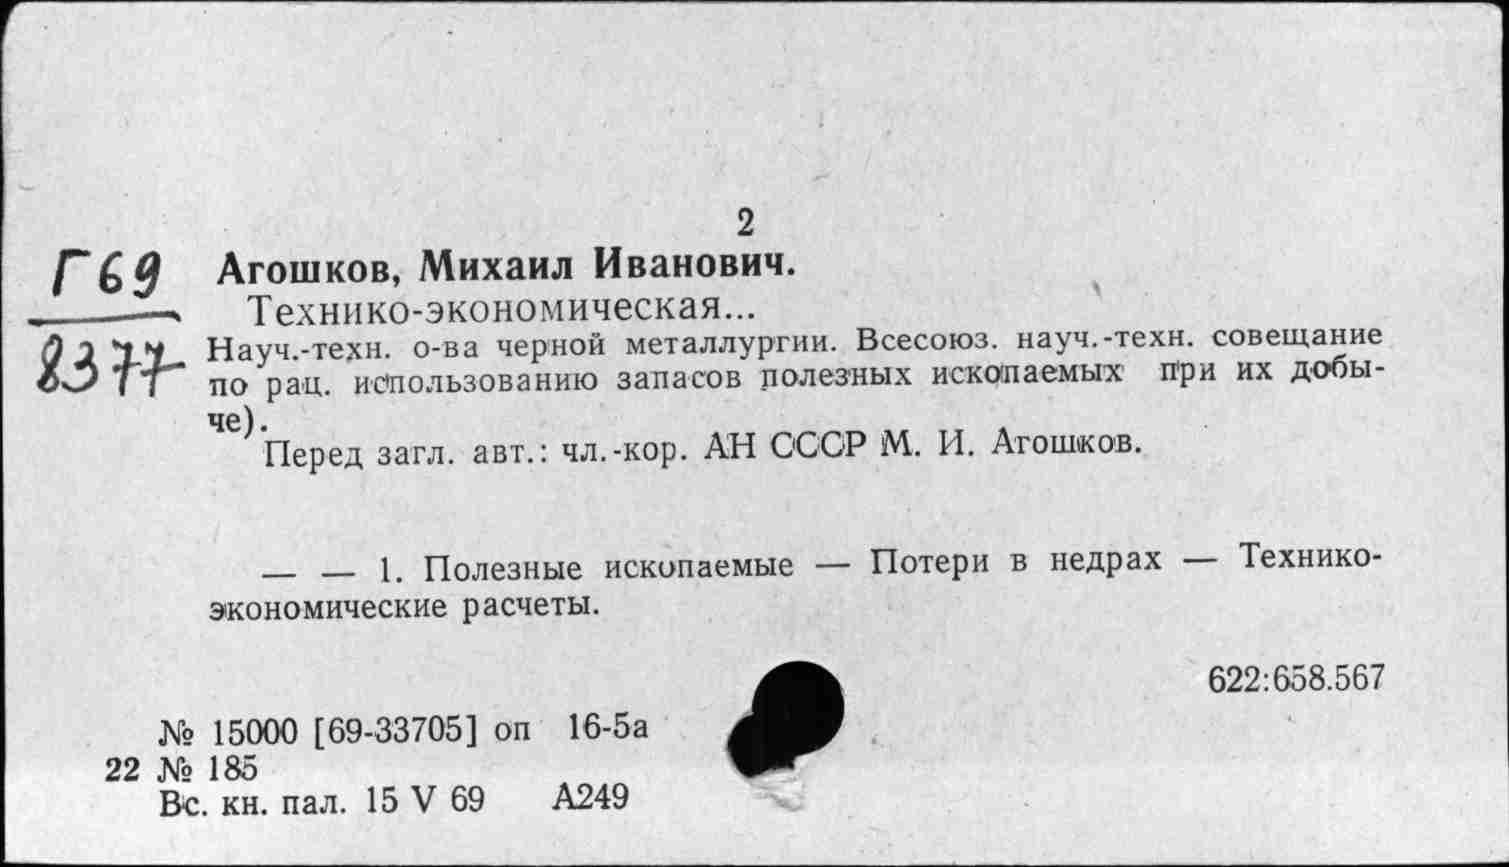 2
Г69
8377
Агошков, Михаил Иванович.
Технико-экономическая...
Науч.-техн. о-ва черной металлургии. Всесоюз. науч.-техн. совещание
по рац. использованию запасов полезных ископаемых при их добы-
че).
Перед загл. авт.: чл.-кор. АН СССР М. И. Агошков.
— — 1. Полезные ископаемые — Потери в недрах — Технико-
экономические расчеты.
622:658.567
№ 15000 [69-33705] оп 16-5а
22 № 185
Вс. кн. пал. 15 V 69 А249